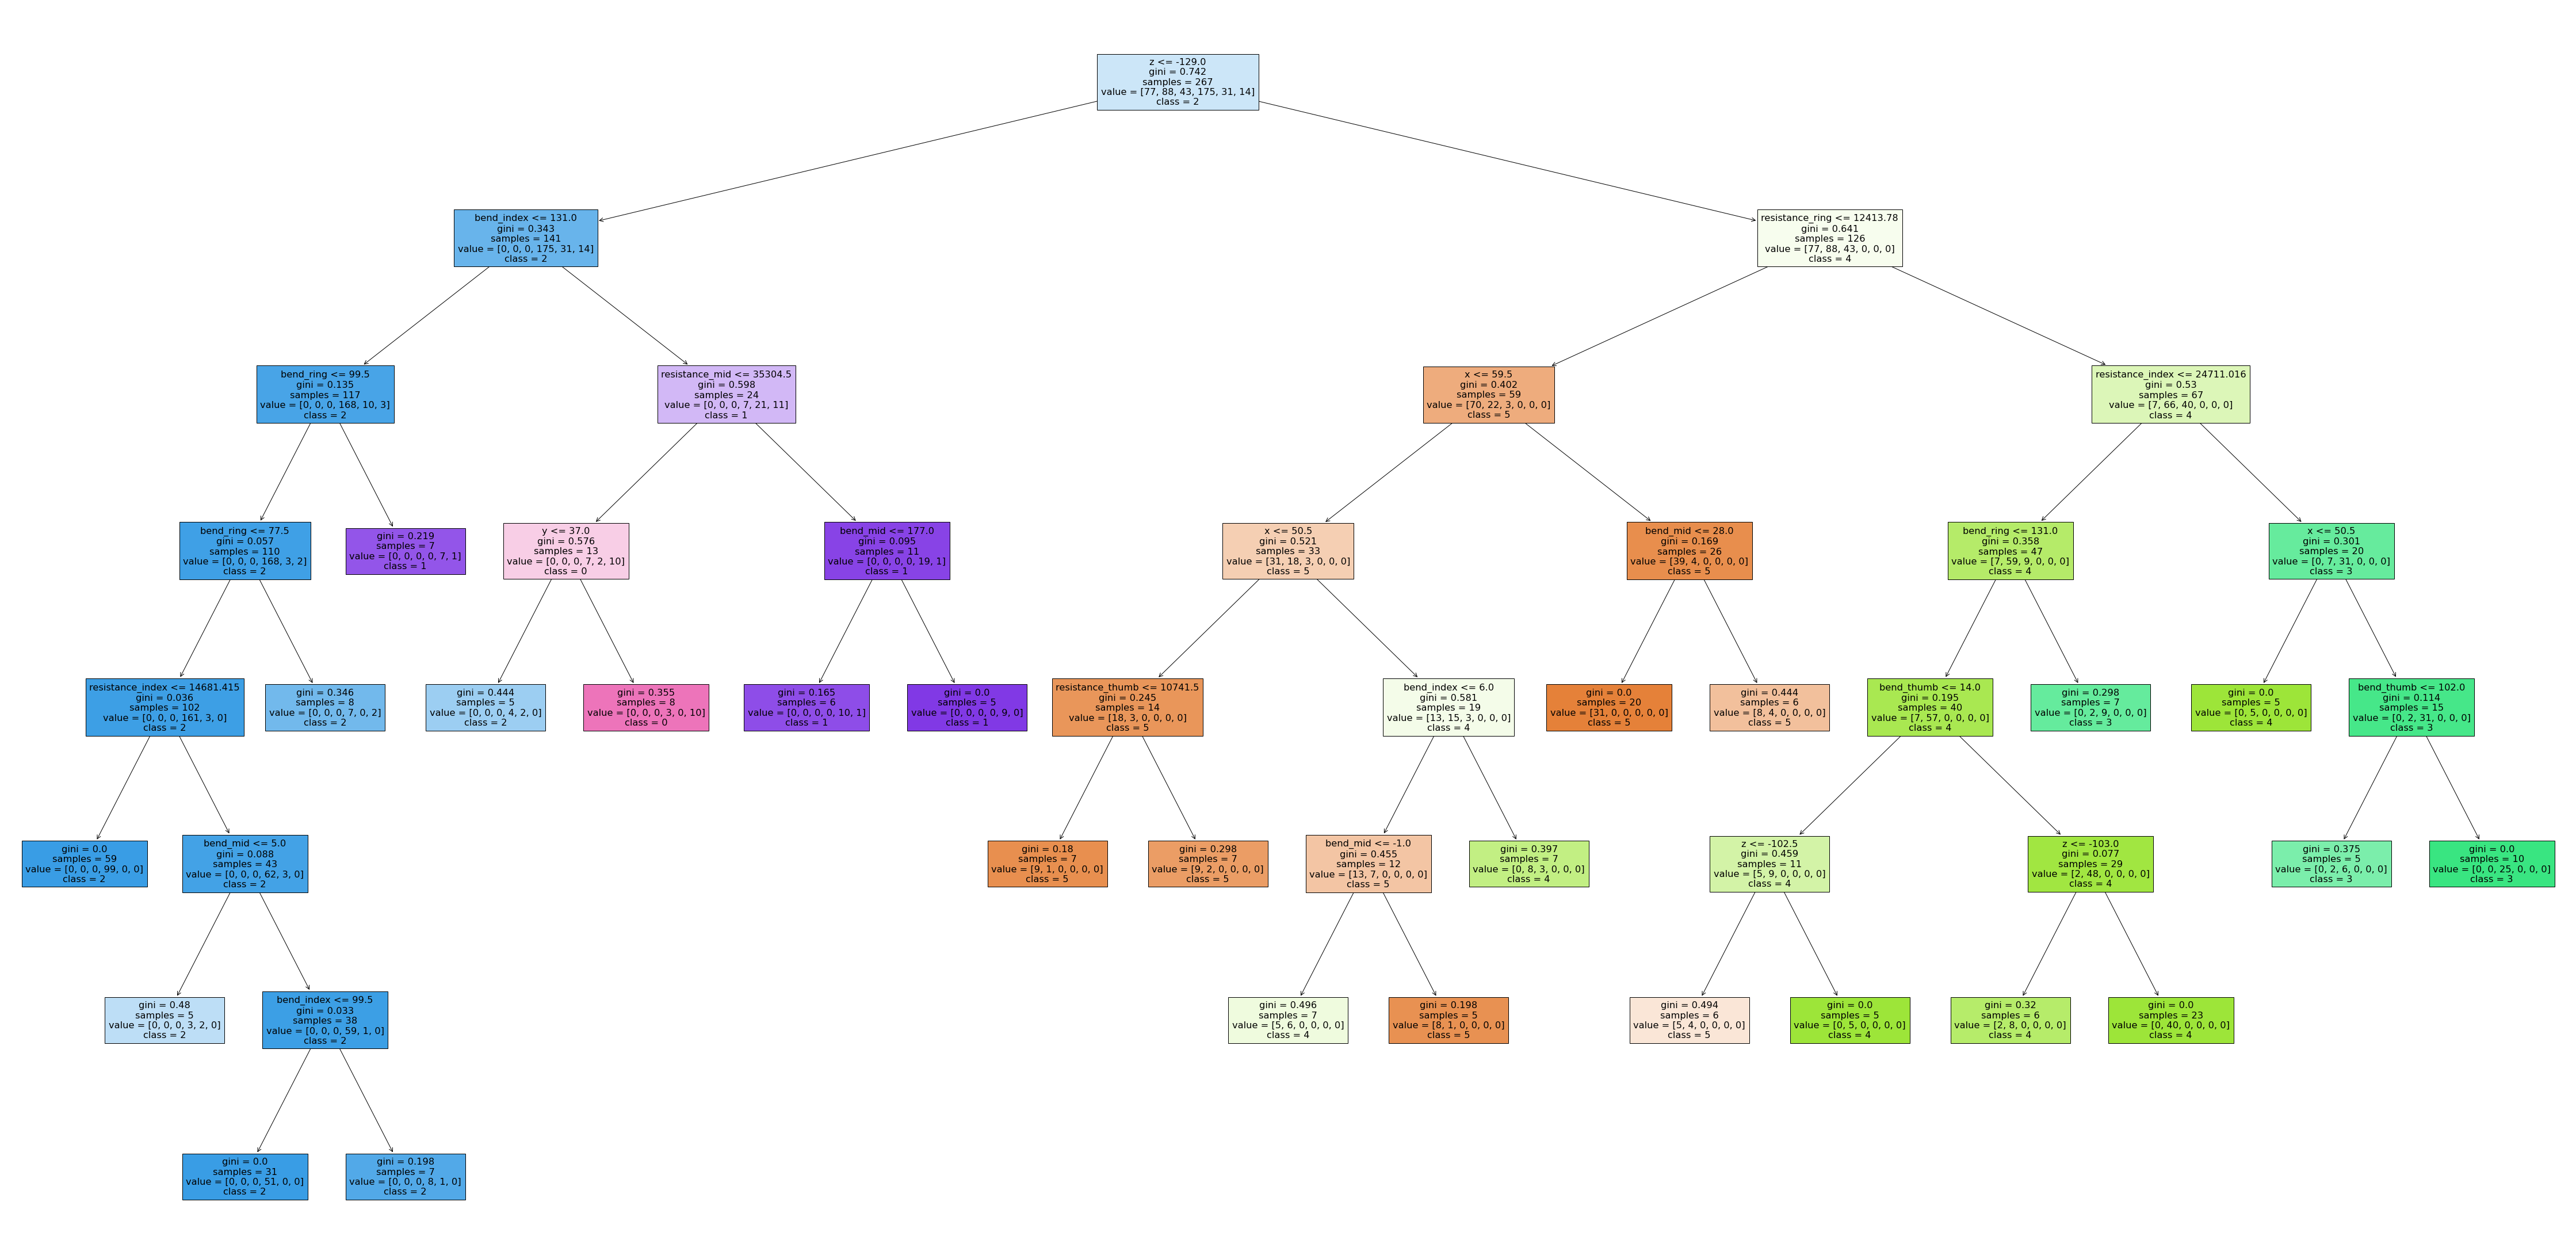 z <= -129.0
gini = 0.742
samples = 267
value = [77, 88, 43, 175, 31, 14]
class = 2
bend_index <= 131.0
gini = 0.343
samples = 141
value = [0, 0, 0, 175, 31, 14]
class = 2
resistance_ring <= 12413.78
gini = 0.641
samples = 126
value = [77, 88, 43, 0, 0, 0]
class = 4
bend_ring <= 99.5
gini = 0.135
samples = 117
value = [0, 0, 0, 168, 10, 3]
class = 2
resistance_mid <= 35304.5
gini = 0.598
samples = 24
value = [0, 0, 0, 7, 21, 11]
class = 1
x <= 59.5
gini = 0.402
samples = 59
value = [70, 22, 3, 0, 0, 0]
class = 5
resistance_index <= 24711.016
gini = 0.53
samples = 67
value = [7, 66, 40, 0, 0, 0]
class = 4
bend_ring <= 77.5
gini = 0.057
samples = 110
value = [0, 0, 0, 168, 3, 2]
class = 2
gini = 0.219
samples = 7
value = [0, 0, 0, 0, 7, 1]
class = 1
y <= 37.0
gini = 0.576
samples = 13
value = [0, 0, 0, 7, 2, 10]
class = 0
bend_mid <= 177.0
gini = 0.095
samples = 11
value = [0, 0, 0, 0, 19, 1]
class = 1
x <= 50.5
gini = 0.521
samples = 33
value = [31, 18, 3, 0, 0, 0]
class = 5
bend_mid <= 28.0
gini = 0.169
samples = 26
value = [39, 4, 0, 0, 0, 0]
class = 5
bend_ring <= 131.0
gini = 0.358
samples = 47
value = [7, 59, 9, 0, 0, 0]
class = 4
x <= 50.5
gini = 0.301
samples = 20
value = [0, 7, 31, 0, 0, 0]
class = 3
resistance_index <= 14681.415
gini = 0.036
samples = 102
value = [0, 0, 0, 161, 3, 0]
class = 2
gini = 0.346
samples = 8
value = [0, 0, 0, 7, 0, 2]
class = 2
gini = 0.444
samples = 5
value = [0, 0, 0, 4, 2, 0]
class = 2
gini = 0.355
samples = 8
value = [0, 0, 0, 3, 0, 10]
class = 0
gini = 0.165
samples = 6
value = [0, 0, 0, 0, 10, 1]
class = 1
gini = 0.0
samples = 5
value = [0, 0, 0, 0, 9, 0]
class = 1
resistance_thumb <= 10741.5
gini = 0.245
samples = 14
value = [18, 3, 0, 0, 0, 0]
class = 5
bend_index <= 6.0
gini = 0.581
samples = 19
value = [13, 15, 3, 0, 0, 0]
class = 4
gini = 0.0
samples = 20
value = [31, 0, 0, 0, 0, 0]
class = 5
gini = 0.444
samples = 6
value = [8, 4, 0, 0, 0, 0]
class = 5
bend_thumb <= 14.0
gini = 0.195
samples = 40
value = [7, 57, 0, 0, 0, 0]
class = 4
gini = 0.298
samples = 7
value = [0, 2, 9, 0, 0, 0]
class = 3
gini = 0.0
samples = 5
value = [0, 5, 0, 0, 0, 0]
class = 4
bend_thumb <= 102.0
gini = 0.114
samples = 15
value = [0, 2, 31, 0, 0, 0]
class = 3
gini = 0.0
samples = 59
value = [0, 0, 0, 99, 0, 0]
class = 2
bend_mid <= 5.0
gini = 0.088
samples = 43
value = [0, 0, 0, 62, 3, 0]
class = 2
gini = 0.18
samples = 7
value = [9, 1, 0, 0, 0, 0]
class = 5
gini = 0.298
samples = 7
value = [9, 2, 0, 0, 0, 0]
class = 5
bend_mid <= -1.0
gini = 0.455
samples = 12
value = [13, 7, 0, 0, 0, 0]
class = 5
gini = 0.397
samples = 7
value = [0, 8, 3, 0, 0, 0]
class = 4
z <= -102.5
gini = 0.459
samples = 11
value = [5, 9, 0, 0, 0, 0]
class = 4
z <= -103.0
gini = 0.077
samples = 29
value = [2, 48, 0, 0, 0, 0]
class = 4
gini = 0.375
samples = 5
value = [0, 2, 6, 0, 0, 0]
class = 3
gini = 0.0
samples = 10
value = [0, 0, 25, 0, 0, 0]
class = 3
gini = 0.48
samples = 5
value = [0, 0, 0, 3, 2, 0]
class = 2
bend_index <= 99.5
gini = 0.033
samples = 38
value = [0, 0, 0, 59, 1, 0]
class = 2
gini = 0.496
samples = 7
value = [5, 6, 0, 0, 0, 0]
class = 4
gini = 0.198
samples = 5
value = [8, 1, 0, 0, 0, 0]
class = 5
gini = 0.494
samples = 6
value = [5, 4, 0, 0, 0, 0]
class = 5
gini = 0.0
samples = 5
value = [0, 5, 0, 0, 0, 0]
class = 4
gini = 0.32
samples = 6
value = [2, 8, 0, 0, 0, 0]
class = 4
gini = 0.0
samples = 23
value = [0, 40, 0, 0, 0, 0]
class = 4
gini = 0.0
samples = 31
value = [0, 0, 0, 51, 0, 0]
class = 2
gini = 0.198
samples = 7
value = [0, 0, 0, 8, 1, 0]
class = 2